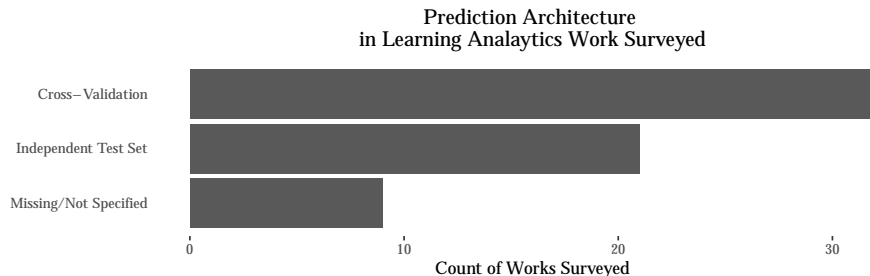 Prediction Architecture
in Learning Analaytics Work Surveyed
Cross−Validation
Independent Test Set
Missing/Not Specified
0 10 20 30
Count of Works Surveyed